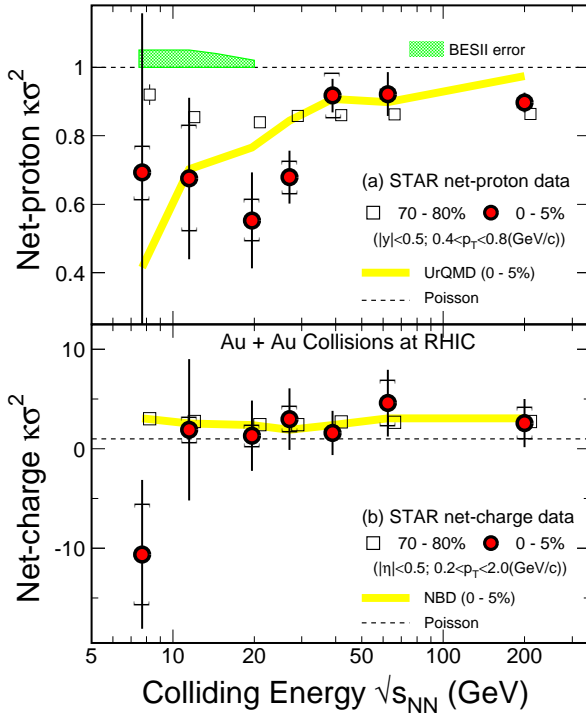 Net-proton κσ²
1
0.8
0.6
0.4
BESII error
(a) STAR net-proton data
70 - 80% 0 - 5%
(|y|<0.5; 0.4<p_T<0.8(GeV/c))
UrQMD (0 - 5%)
Poisson
Net-charge κσ²
10
0
-10
Au + Au Collisions at RHIC
(b) STAR net-charge data
70 - 80% 0 - 5%
(|η|<0.5; 0.2<p_T<2.0(GeV/c))
NBD (0 - 5%)
Poisson
5 10 20 50 100 200
Colliding Energy √s_NN (GeV)